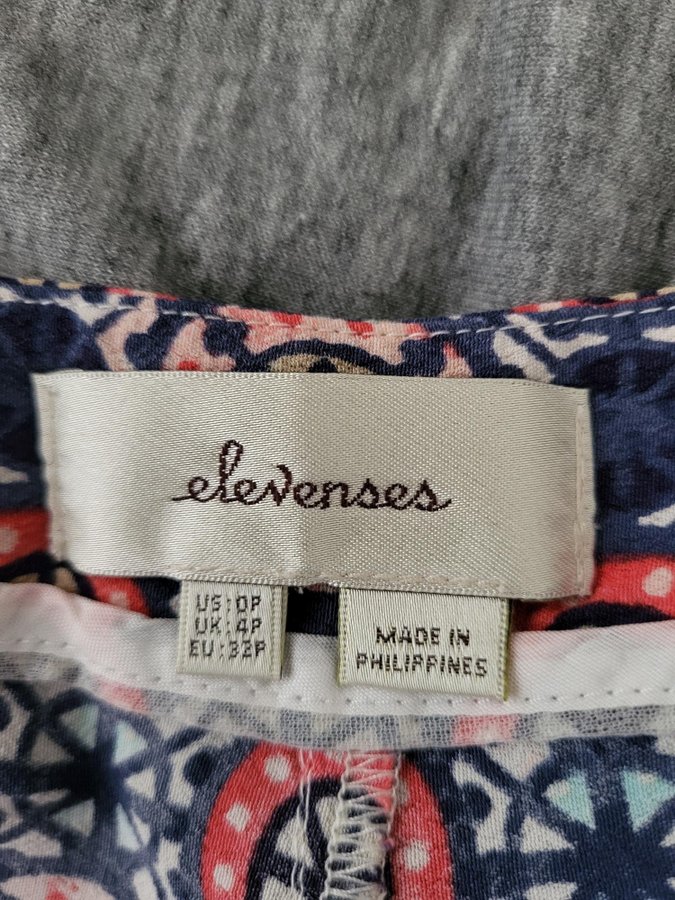 elevenses
US:0P
UK:4P
EU:32P
MADE IN
PHILIPPINES